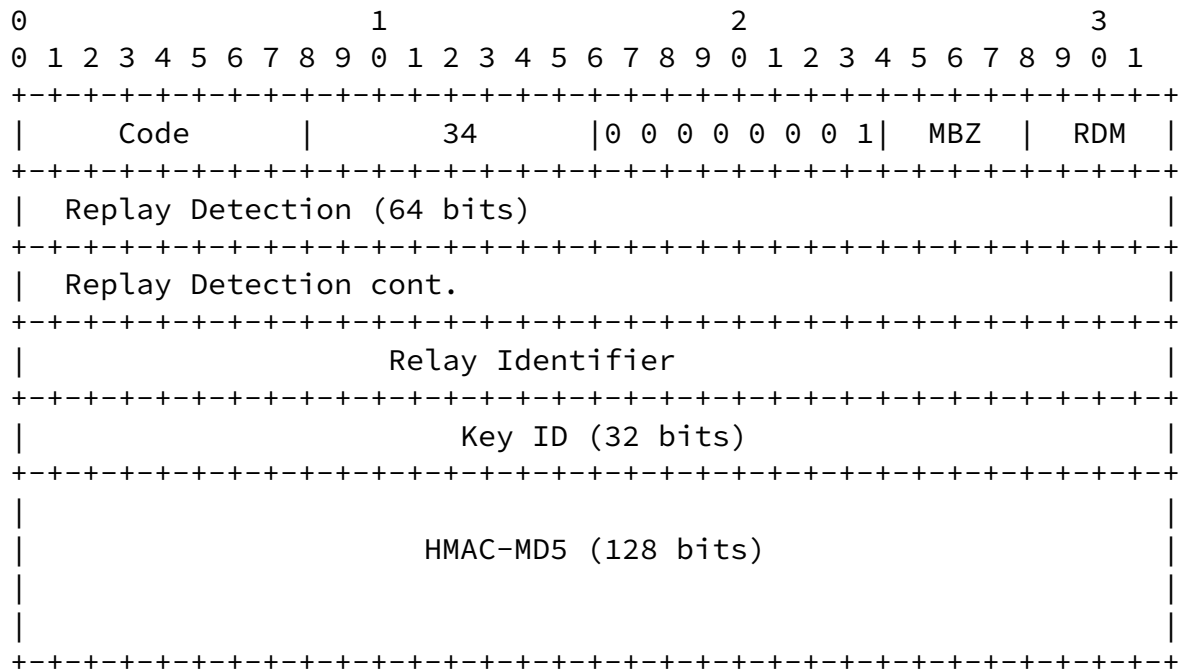 0                   1                   2                   3
0 1 2 3 4 5 6 7 8 9 0 1 2 3 4 5 6 7 8 9 0 1 2 3 4 5 6 7 8 9 0 1
+-+-+-+-+-+-+-+-+-+-+-+-+-+-+-+-+-+-+-+-+-+-+-+-+-+-+-+-+-+-+-+-+
|     Code      |       34      |0 0 0 0 0 0 0 1|  MBZ  |  RDM  |
+-+-+-+-+-+-+-+-+-+-+-+-+-+-+-+-+-+-+-+-+-+-+-+-+-+-+-+-+-+-+-+-+
|  Replay Detection (64 bits)                                   |
+-+-+-+-+-+-+-+-+-+-+-+-+-+-+-+-+-+-+-+-+-+-+-+-+-+-+-+-+-+-+-+-+
|  Replay Detection cont.                                       |
+-+-+-+-+-+-+-+-+-+-+-+-+-+-+-+-+-+-+-+-+-+-+-+-+-+-+-+-+-+-+-+-+
|                    Relay Identifier                           |
+-+-+-+-+-+-+-+-+-+-+-+-+-+-+-+-+-+-+-+-+-+-+-+-+-+-+-+-+-+-+-+-+
|                        Key ID (32 bits)                       |
+-+-+-+-+-+-+-+-+-+-+-+-+-+-+-+-+-+-+-+-+-+-+-+-+-+-+-+-+-+-+-+-+
|                                                               |
|                      HMAC-MD5 (128 bits)                      |
|                                                               |
|                                                               |
+-+-+-+-+-+-+-+-+-+-+-+-+-+-+-+-+-+-+-+-+-+-+-+-+-+-+-+-+-+-+-+-+